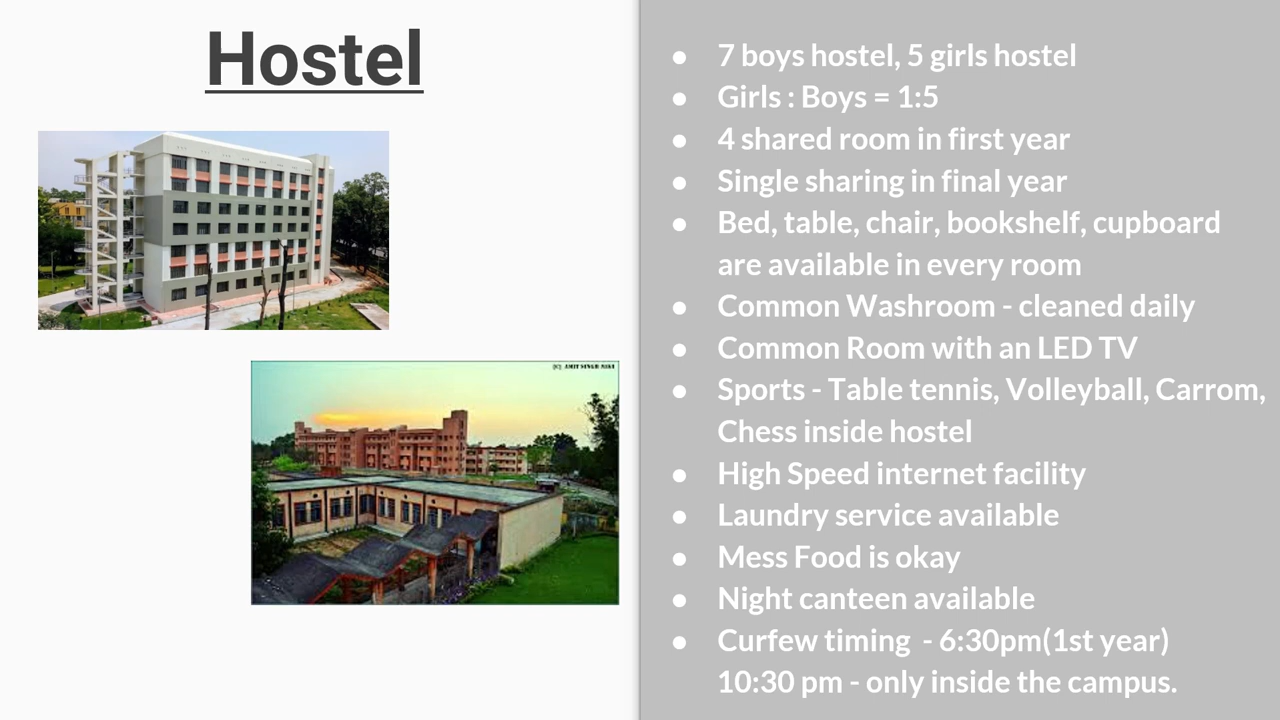 Hostel
(C) AMIT SINGH
● 7 boys hostel, 5 girls hostel
● Girls : Boys = 1:5
● 4 shared room in first year
● Single sharing in final year
● Bed, table, chair, bookshelf, cupboard
are available in every room
● Common Washroom - cleaned daily
● Common Room with an LED TV
● Sports - Table tennis, Volleyball, Carrom,
Chess inside hostel
● High Speed internet facility
● Laundry service available
● Mess Food is okay
● Night canteen available
● Curfew timing  - 6:30pm(1st year)
10:30 pm - only inside the campus.